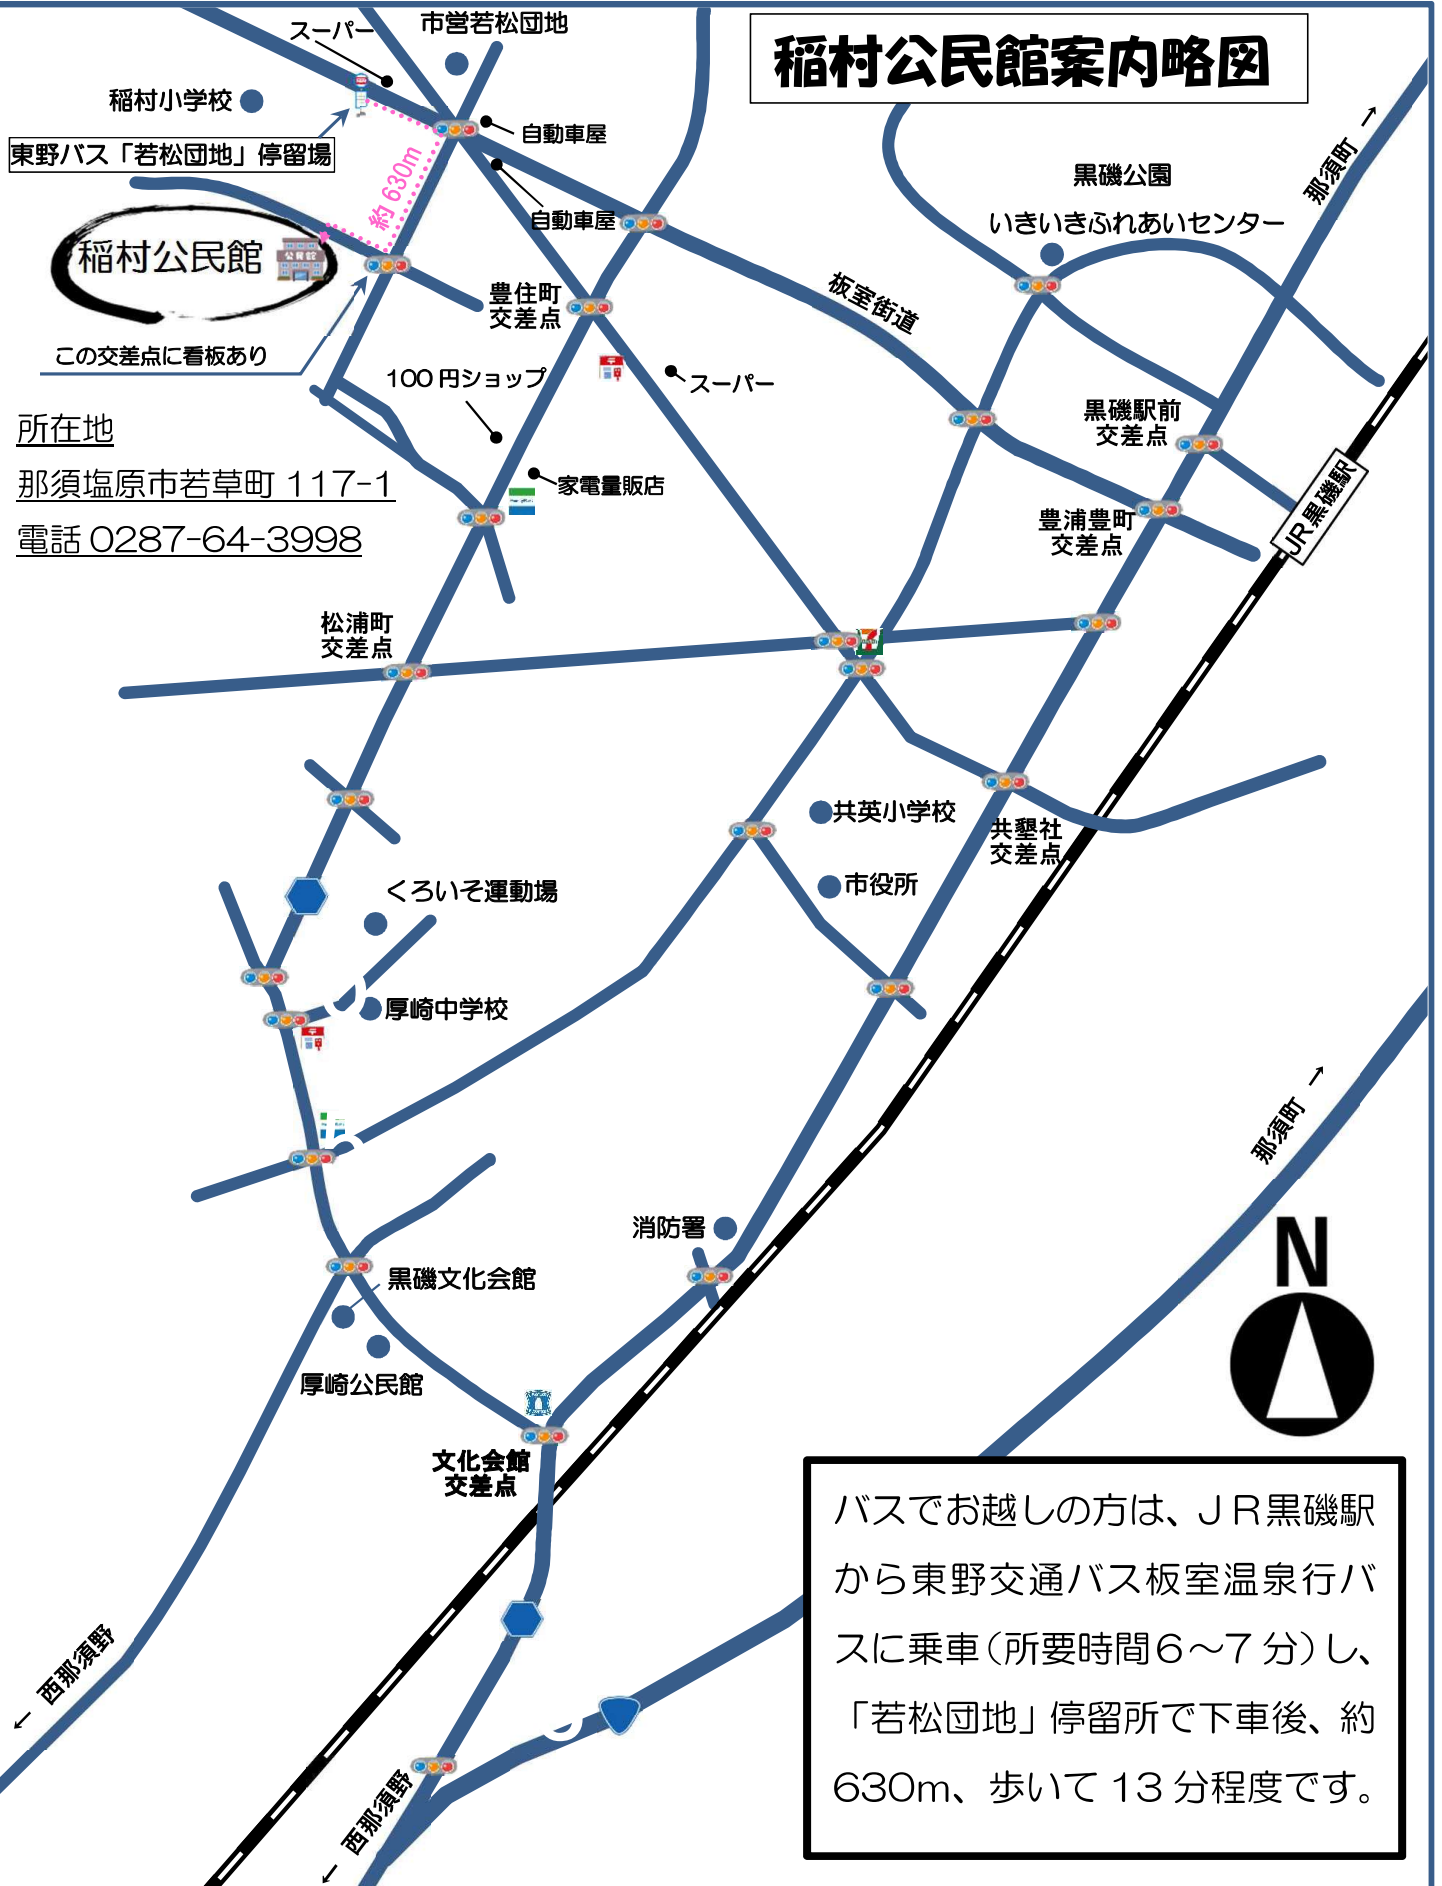 稲村公民館案内略図
スーパー
市営若松団地
稲村小学校
東野バス「若松団地」停留場
自動車屋
自動車屋
約630m
稲村公民館
公民館
この交差点に看板あり
黒磯公園
いきいきふれあいセンター
那須町 →
板室街道
豊住町
交差点
100円ショップ
スーパー
家電量販店
黒磯駅前
交差点
所在地
那須塩原市若草町 117-1
電話 0287-64-3998
豊浦豊町
交差点
JR黒磯駅
松浦町
交差点
共英小学校
共墾社
交差点
市役所
くろいそ運動場
厚崎中学校
那須町 →
消防署
N
黒磯文化会館
厚崎公民館
文化会館
交差点
← 西那須野
← 西那須野
バスでお越しの方は、ＪＲ黒磯駅
から東野交通バス板室温泉行バ
スに乗車（所要時間６～７分）し、
「若松団地」停留所で下車後、約
630m、歩いて 13 分程度です。